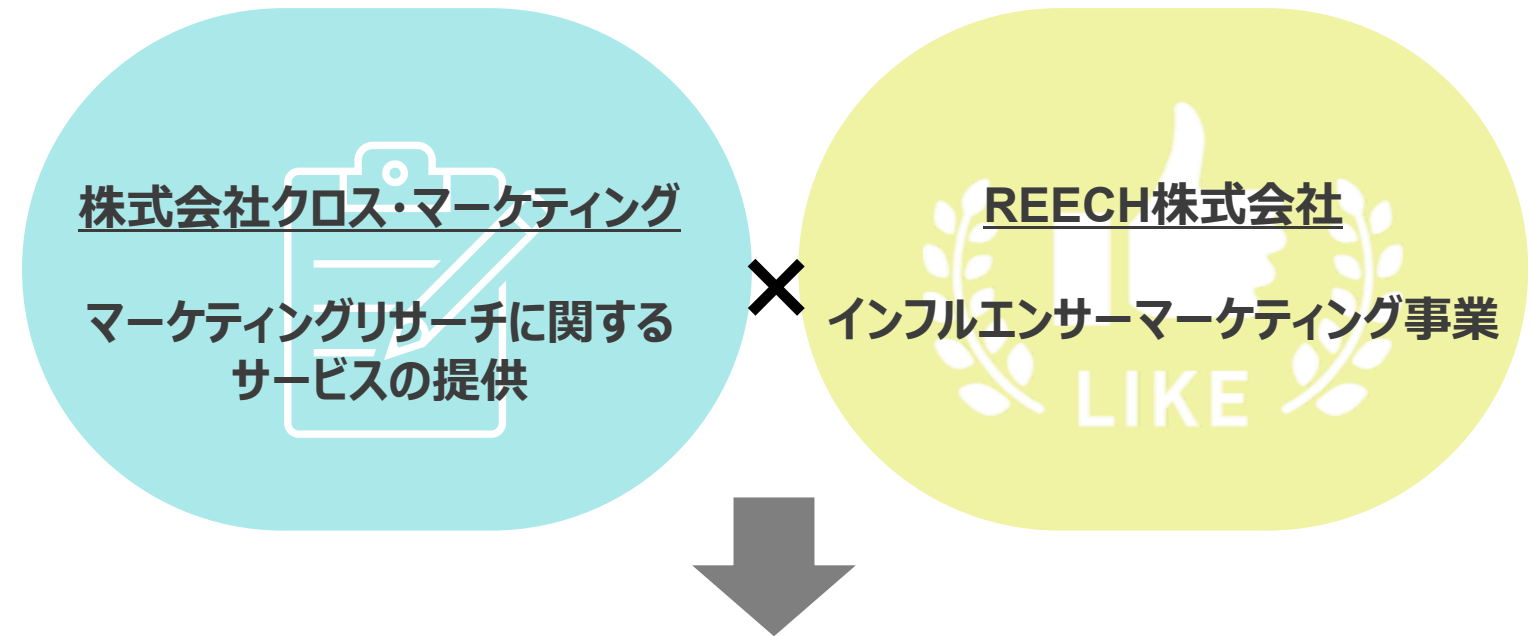 株式会社クロス・マーケティング
マーケティングリサーチに関する
サービスの提供
×
REECH株式会社
インフルエンサーマーケティング事業
LIKE